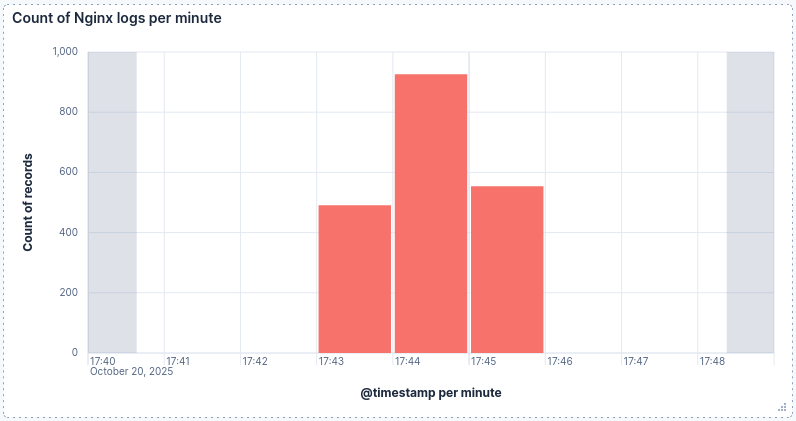 Count of Nginx logs per minute
1,000
800
600
400
200
0
Count of records
17:40 17:41 17:42 17:43 17:44 17:45 17:46 17:47 17:48
October 20, 2025
@timestamp per minute